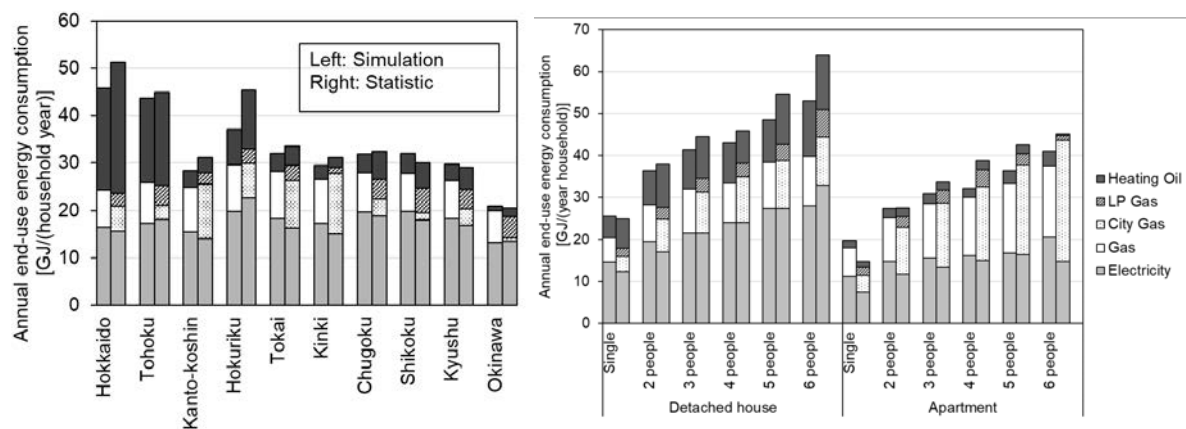 Annual end-use energy consumption
[GJ/(household year)]
60
50
40
30
20
10
0
Left: Simulation
Right: Statistic
Hokkaido
Tohoku
Kanto-koshin
Hokuriku
Tokai
Kinki
Chugoku
Shikoku
Kyushu
Okinawa
Annual end-use energy consumption
[GJ/(year household)]
70
60
50
40
30
20
10
0
Single
2 people
3 people
4 people
5 people
6 people
Single
2 people
3 people
4 people
5 people
6 people
Detached house
Apartment
Heating Oil
LP Gas
City Gas
Gas
Electricity